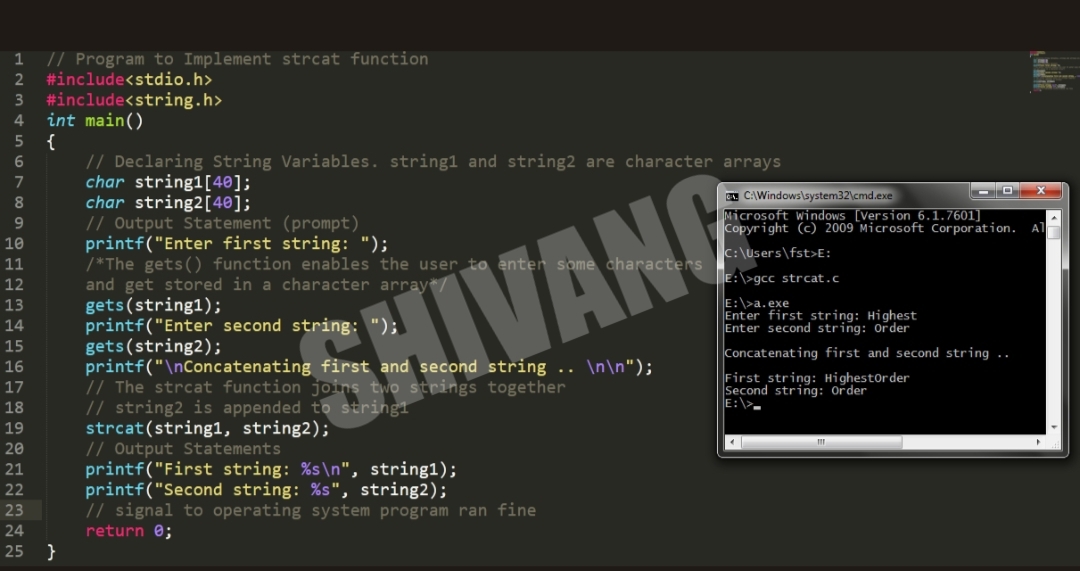 1 // Program to Implement strcat function
2 #include<stdio.h>
3 #include<string.h>
4 int main()
5 {
6     // Declaring String Variables. string1 and string2 are character arrays
7     char string1[40];
8     char string2[40];
9     // Output Statement (prompt)
10     printf("Enter first string: ");
11     /*The gets() function enables the user to enter some characters
12     and get stored in a character array*/
13     gets(string1);
14     printf("Enter second string: ");
15     gets(string2);
16     printf("\nConcatenating first and second string .. \n\n");
17     // The strcat function joins two strings together
18     // string2 is appended to string1
19     strcat(string1, string2);
20     // Output Statements
21     printf("First string: %s\n", string1);
22     printf("Second string: %s", string2);
23     // signal to operating system program ran fine
24     return 0;
25 }
SHIVANG
C:\Windows\system32\cmd.exe
Microsoft Windows [Version 6.1.7601]
Copyright (c) 2009 Microsoft Corporation. Al
C:\Users\fst>E:
E:\>gcc strcat.c
E:\>a.exe
Enter first string: Highest
Enter second string: Order
Concatenating first and second string ..
First string: HighestOrder
Second string: Order
E:\>_